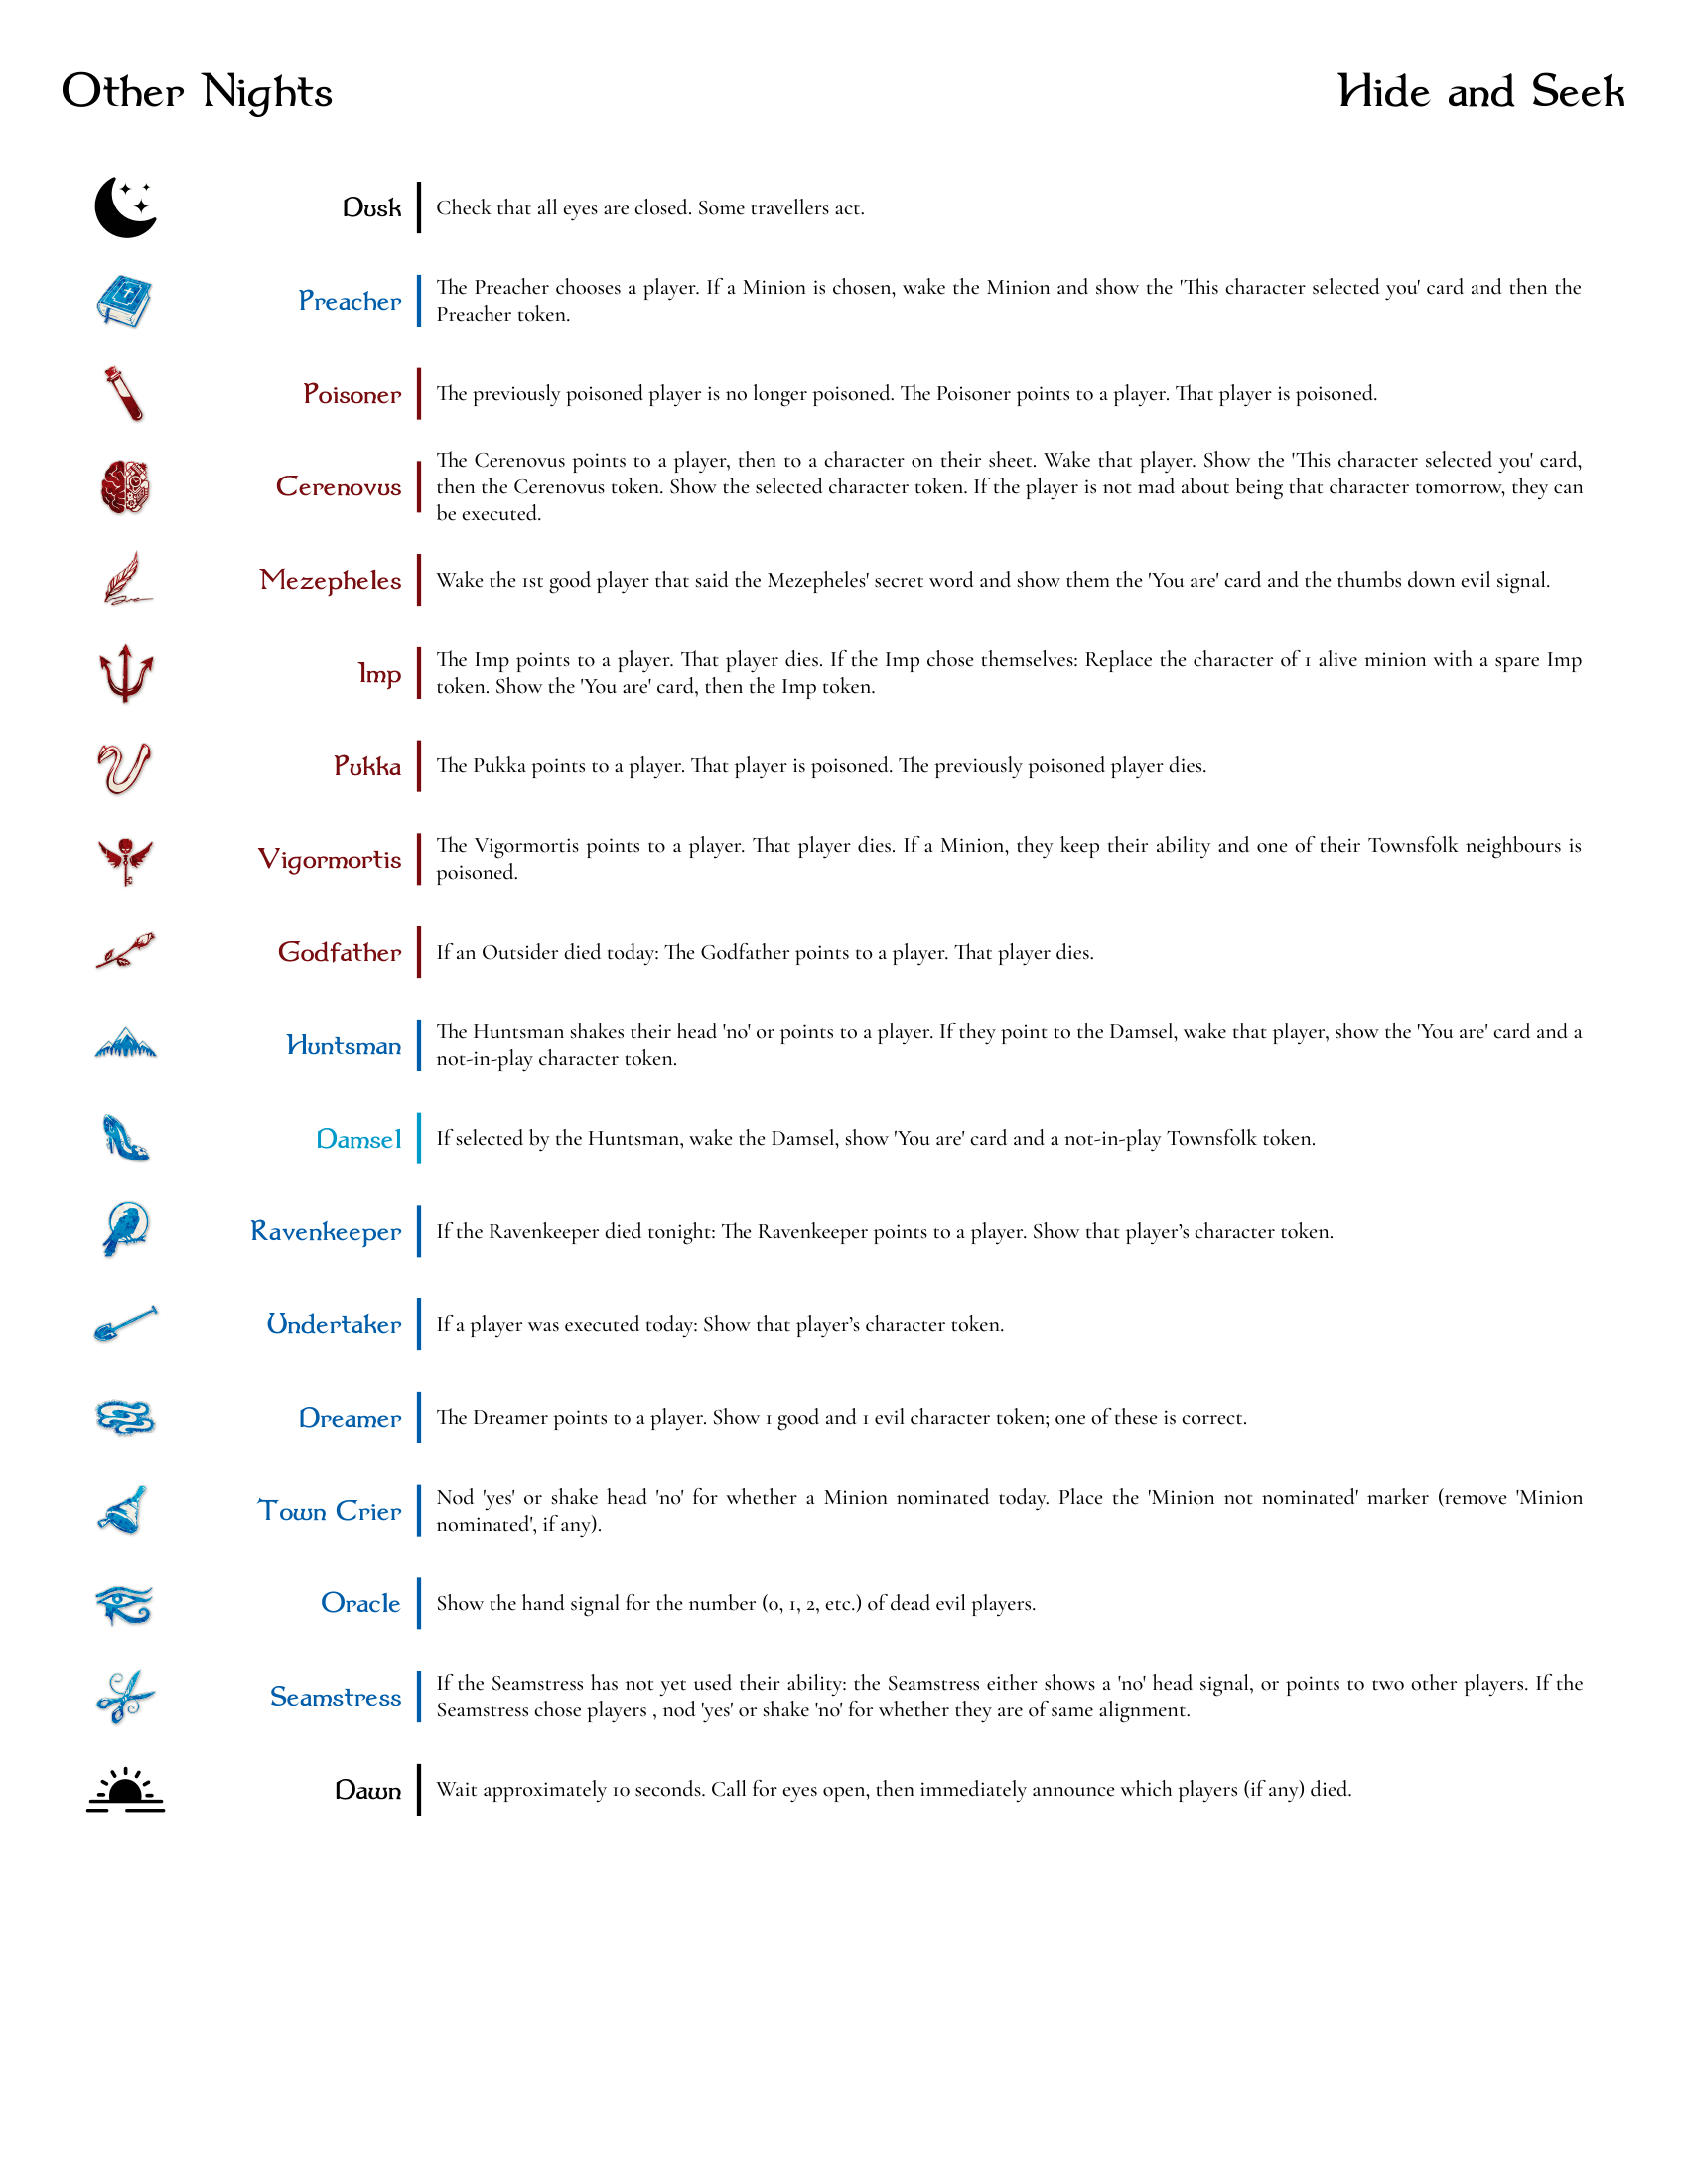 Other Nights
Hide and Seek
Dusk
Check that all eyes are closed. Some travellers act.
Preacher
The Preacher chooses a player. If a Minion is chosen, wake the Minion and show the 'This character selected you' card and then the
Preacher token.
Poisoner
The previously poisoned player is no longer poisoned. The Poisoner points to a player. That player is poisoned.
Cerenovus
The Cerenovus points to a player, then to a character on their sheet. Wake that player. Show the 'This character selected you' card,
then the Cerenovus token. Show the selected character token. If the player is not mad about being that character tomorrow, they can
be executed.
Mezepheles
Wake the 1st good player that said the Mezepheles' secret word and show them the 'You are' card and the thumbs down evil signal.
Imp
The Imp points to a player. That player dies. If the Imp chose themselves: Replace the character of 1 alive minion with a spare Imp
token. Show the 'You are' card, then the Imp token.
Pukka
The Pukka points to a player. That player is poisoned. The previously poisoned player dies.
Vigormortis
The Vigormortis points to a player. That player dies. If a Minion, they keep their ability and one of their Townsfolk neighbours is
poisoned.
Godfather
If an Outsider died today: The Godfather points to a player. That player dies.
Huntsman
The Huntsman shakes their head 'no' or points to a player. If they point to the Damsel, wake that player, show the 'You are' card and a
not-in-play character token.
Damsel
If selected by the Huntsman, wake the Damsel, show 'You are' card and a not-in-play Townsfolk token.
Ravenkeeper
If the Ravenkeeper died tonight: The Ravenkeeper points to a player. Show that player’s character token.
Undertaker
If a player was executed today: Show that player’s character token.
Dreamer
The Dreamer points to a player. Show 1 good and 1 evil character token; one of these is correct.
Town Crier
Nod 'yes' or shake head 'no' for whether a Minion nominated today. Place the 'Minion not nominated' marker (remove 'Minion
nominated', if any).
Oracle
Show the hand signal for the number (0, 1, 2, etc.) of dead evil players.
Seamstress
If the Seamstress has not yet used their ability: the Seamstress either shows a 'no' head signal, or points to two other players. If the
Seamstress chose players , nod 'yes' or shake 'no' for whether they are of same alignment.
Dawn
Wait approximately 10 seconds. Call for eyes open, then immediately announce which players (if any) died.